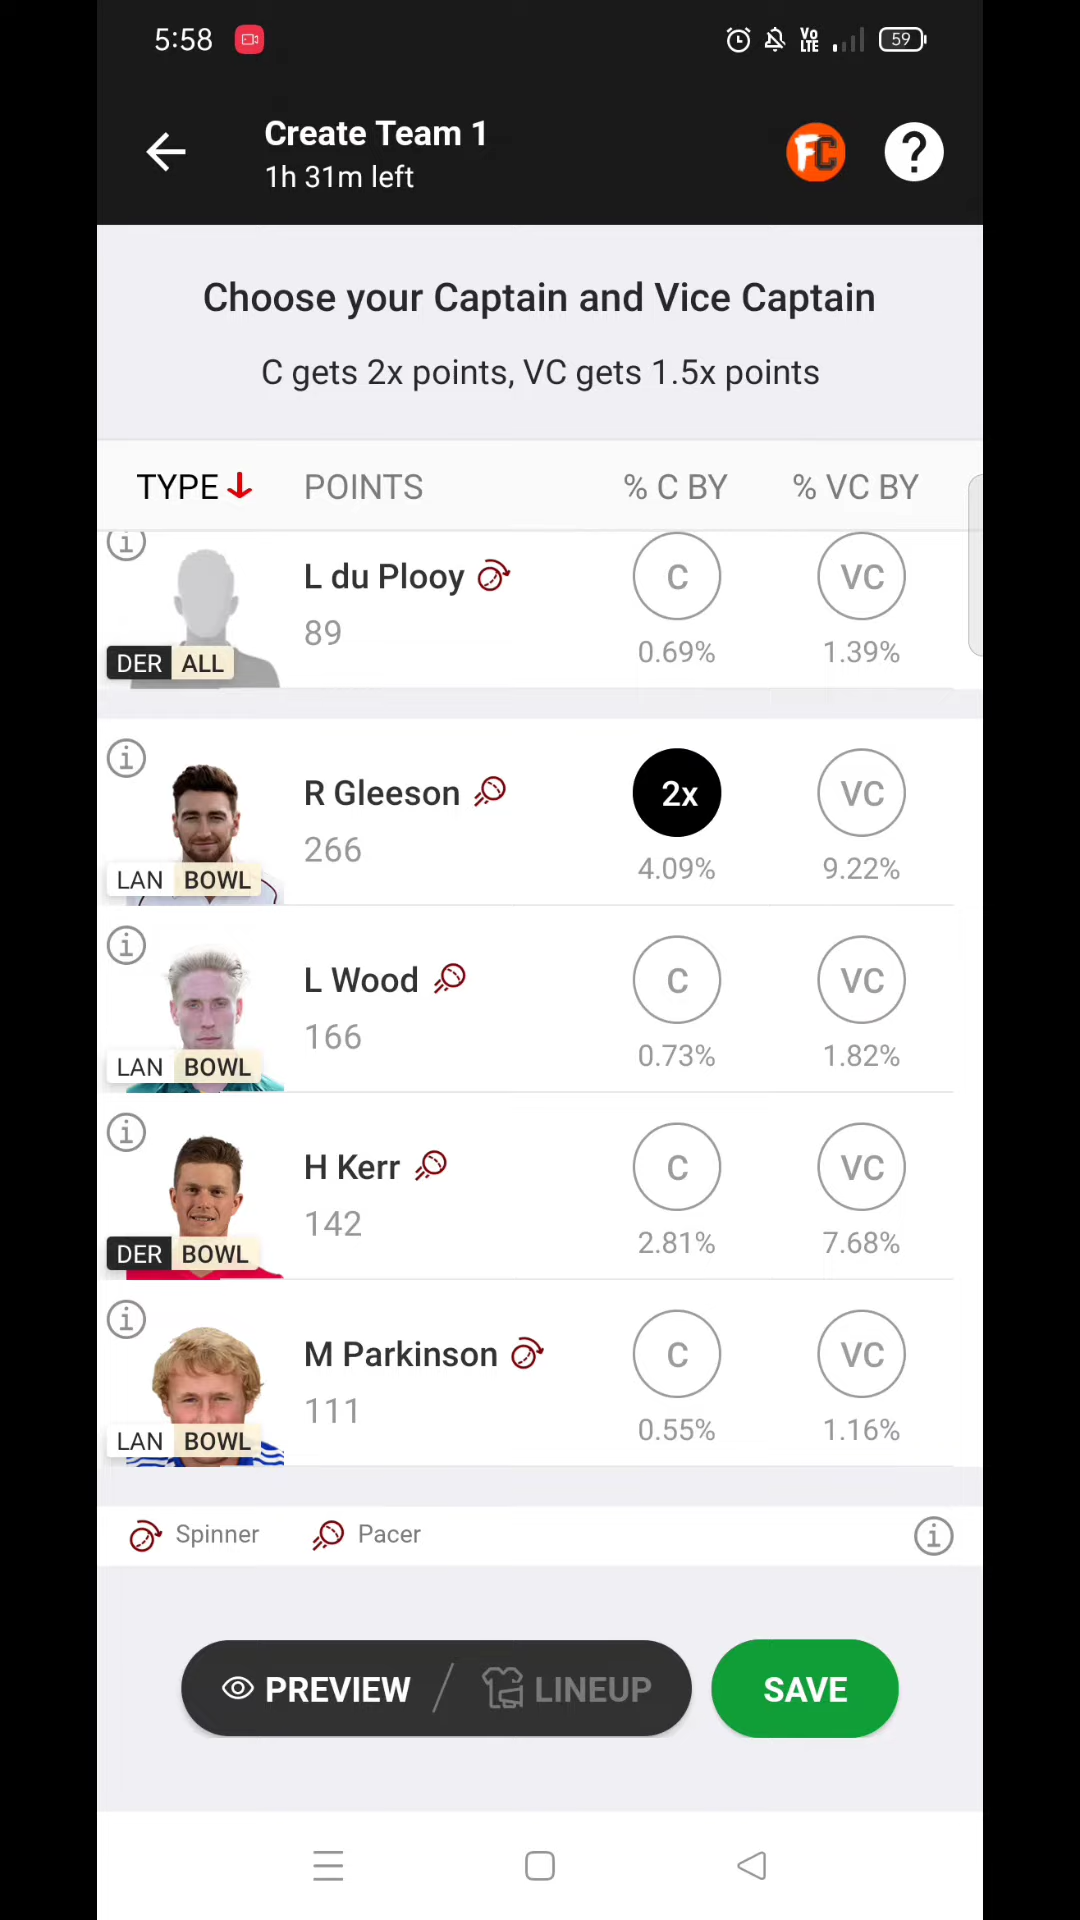 5:58
Vo LTE
59
Create Team 1
1h 31m left
FC
?
Choose your Captain and Vice Captain
C gets 2x points, VC gets 1.5x points
TYPE POINTS % C BY % VC BY
L du Plooy C VC
89 0.69% 1.39%
DER ALL
R Gleeson 2x VC
266 4.09% 9.22%
LAN BOWL
L Wood C VC
166 0.73% 1.82%
LAN BOWL
H Kerr C VC
142 2.81% 7.68%
DER BOWL
M Parkinson C VC
111 0.55% 1.16%
LAN BOWL
Spinner Pacer
PREVIEW / LINEUP SAVE